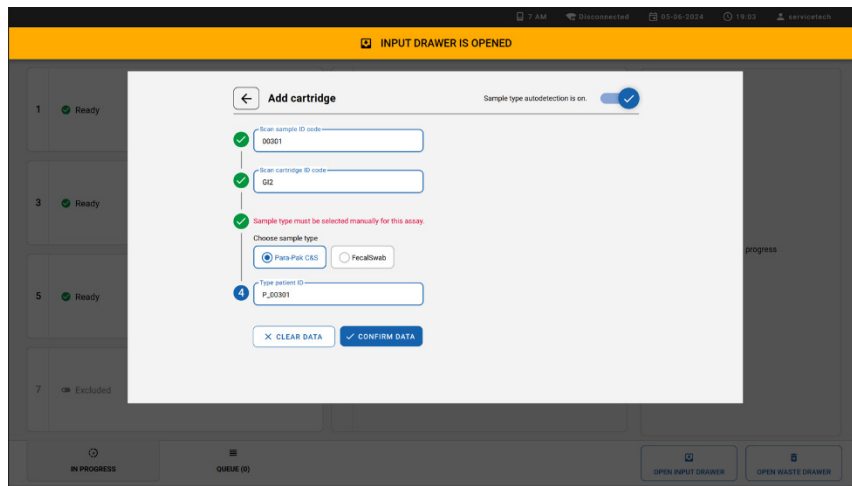 7 AM Disconnected 05-06-2024 19:03 servicetech
INPUT DRAWER IS OPENED
Add cartridge
Sample type autodetection is on.
Scan sample ID code
00301
Scan cartridge ID code
GI2
Sample type must be selected manually for this assay.
Choose sample type
Para-Pak C&S FecalSwab
4
Type patient ID
P_00301
CLEAR DATA CONFIRM DATA
1 Ready
3 Ready
5 Ready
7 Excluded
progress
IN PROGRESS
QUEUE (0)
OPEN INPUT DRAWER
OPEN WASTE DRAWER